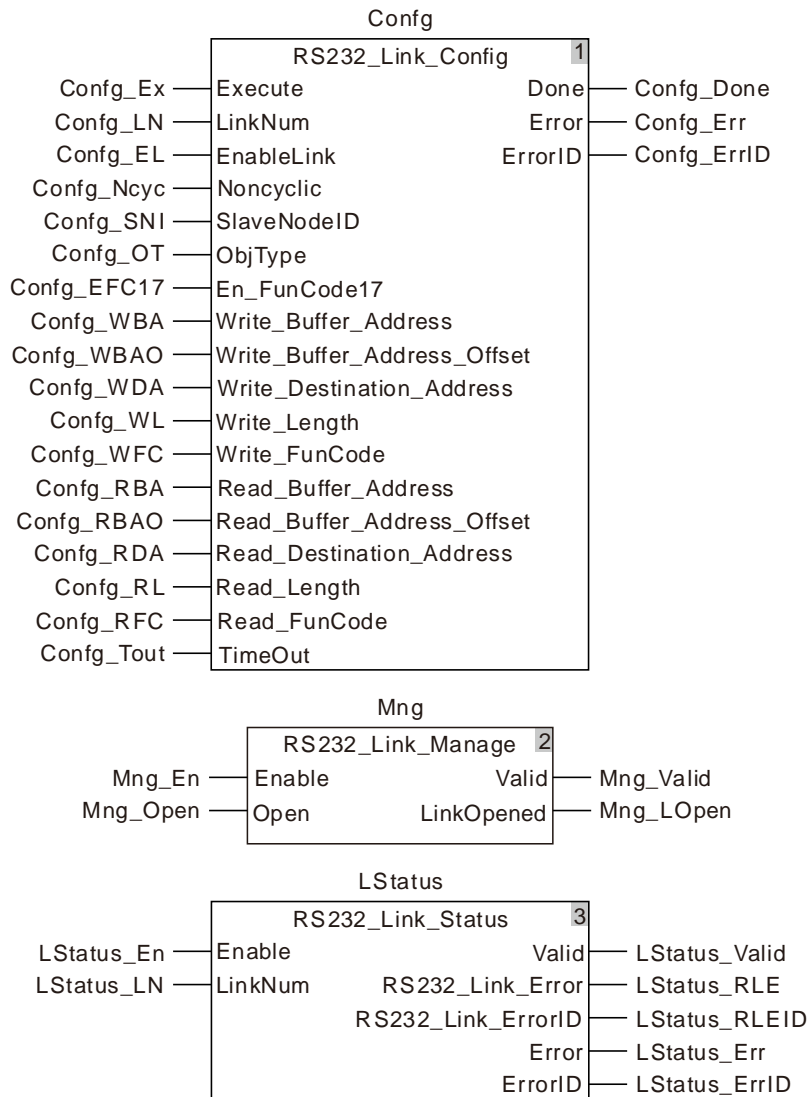 Confg
RS232_Link_Config 1
Confg_Ex Execute Done Confg_Done
Confg_LN LinkNum Error Confg_Err
Confg_EL EnableLink ErrorID Confg_ErrID
Confg_Ncyc Noncyclic
Confg_SNI SlaveNodeID
Confg_OT ObjType
Confg_EFC17 En_FunCode17
Confg_WBA Write_Buffer_Address
Confg_WBAO Write_Buffer_Address_Offset
Confg_WDA Write_Destination_Address
Confg_WL Write_Length
Confg_WFC Write_FunCode
Confg_RBA Read_Buffer_Address
Confg_RBAO Read_Buffer_Address_Offset
Confg_RDA Read_Destination_Address
Confg_RL Read_Length
Confg_RFC Read_FunCode
Confg_Tout TimeOut
Mng
RS232_Link_Manage 2
Mng_En Enable Valid Mng_Valid
Mng_Open Open LinkOpened Mng_LOpen
LStatus
RS232_Link_Status 3
LStatus_En Enable Valid LStatus_Valid
LStatus_LN LinkNum RS232_Link_Error LStatus_RLE
RS232_Link_ErrorID LStatus_RLEID
Error LStatus_Err
ErrorID LStatus_ErrID